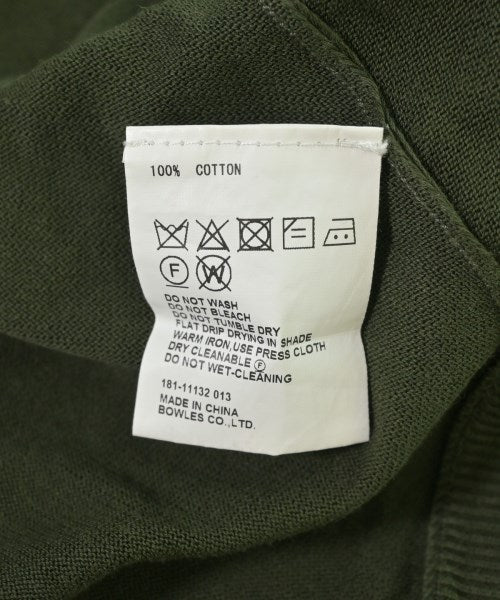 100% COTTON
F W
DO NOT WASH
DO NOT BLEACH
DO NOT TUMBLE DRY
FLAT DRIP DRYING IN SHADE
WARM IRON,USE PRESS CLOTH
DRY CLEANABLE Ⓕ
DO NOT WET-CLEANING
181-11132 013
MADE IN CHINA
BOWLES CO.,LTD.